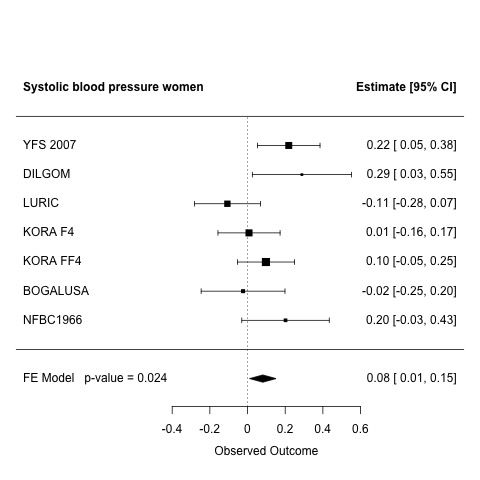 Systolic blood pressure women Estimate [95% CI]
YFS 2007 0.22 [ 0.05, 0.38]
DILGOM 0.29 [ 0.03, 0.55]
LURIC -0.11 [-0.28, 0.07]
KORA F4 0.01 [-0.16, 0.17]
KORA FF4 0.10 [-0.05, 0.25]
BOGALUSA -0.02 [-0.25, 0.20]
NFBC1966 0.20 [-0.03, 0.43]
FE Model p-value = 0.024 0.08 [ 0.01, 0.15]
-0.4 -0.2 0 0.2 0.4 0.6
Observed Outcome